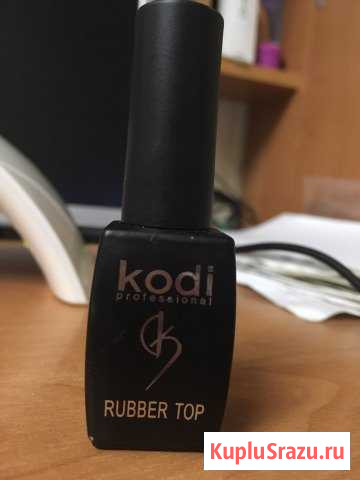 kodi
professional
RUBBER TOP
KupluSrazu.ru